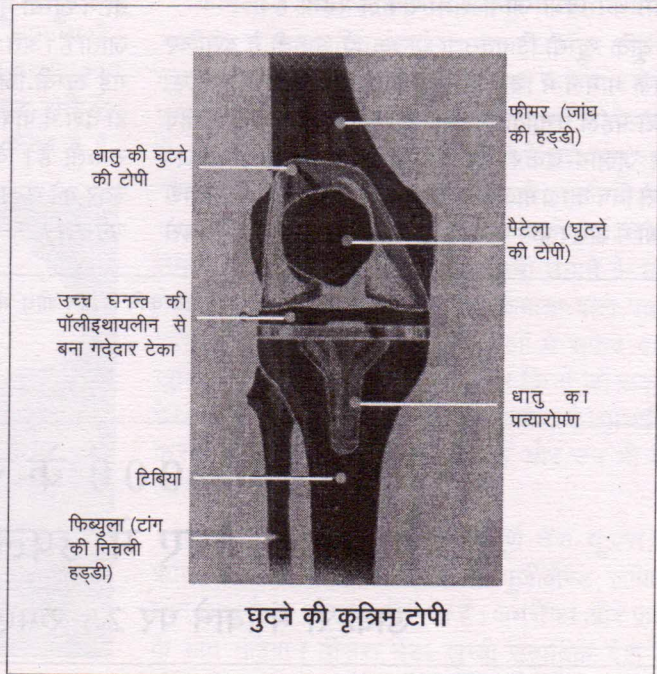 फीमर (जांघ
की हड्डी)
धातु की घुटने
की टोपी
पैटेला (घुटने
की टोपी)
उच्च घनत्व की
पॉलीइथायलीन से
बना गद्देदार टेका
धातु का
प्रत्यारोपण
टिबिया
फिब्युला (टांग
की निचली
हड्डी)
घुटने की कृत्रिम टोपी